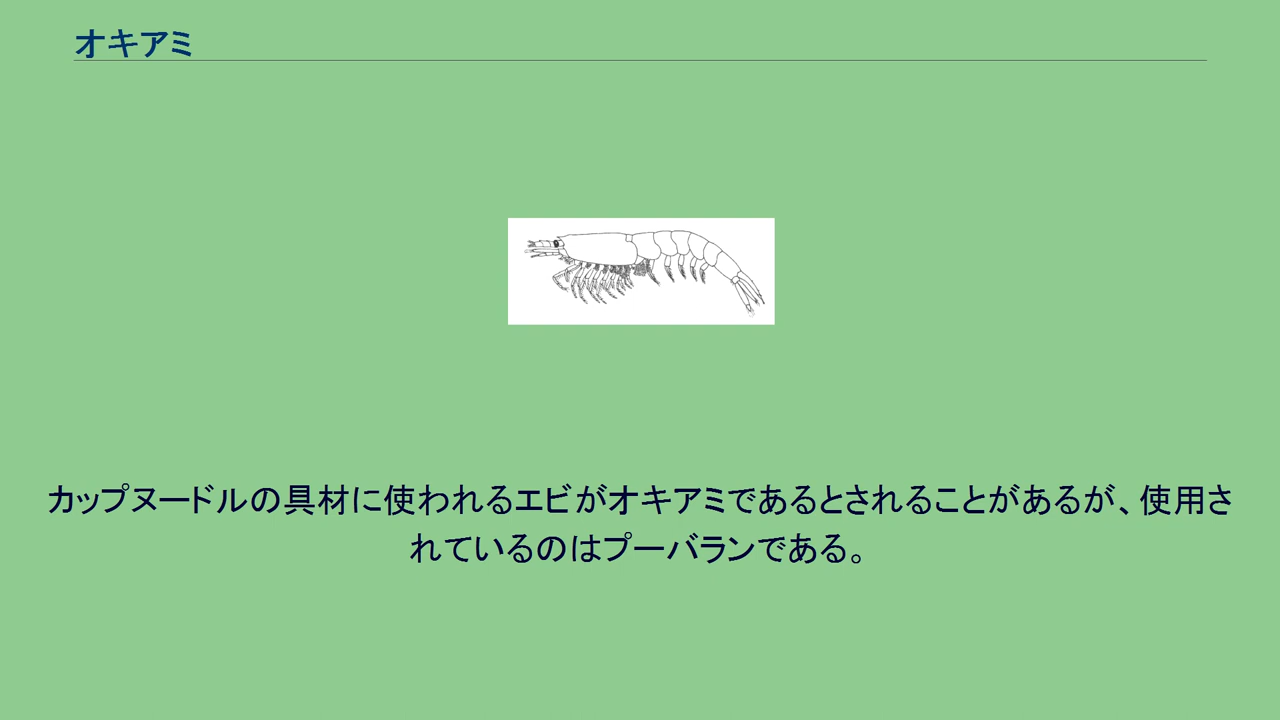 オキアミ
カップヌードルの具材に使われるエビがオキアミであるとされることがあるが、使用さ
れているのはプーバランである。